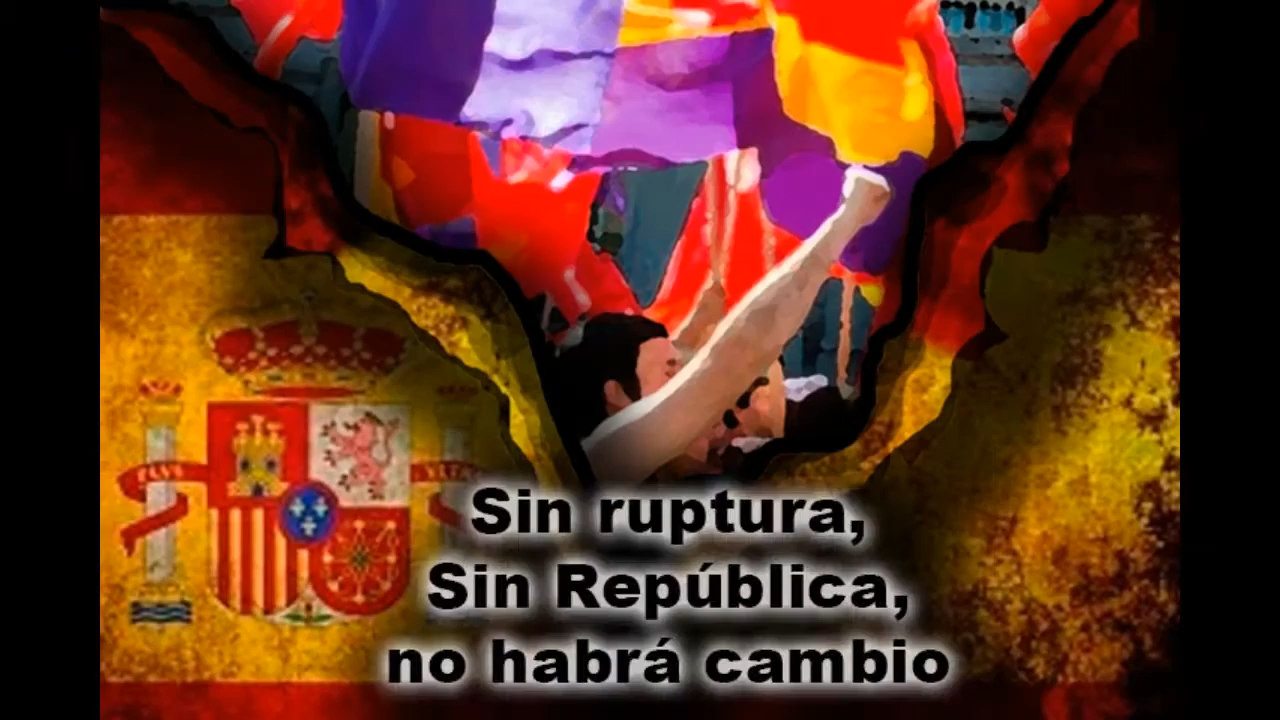 Sin ruptura,
Sin República,
no habrá cambio